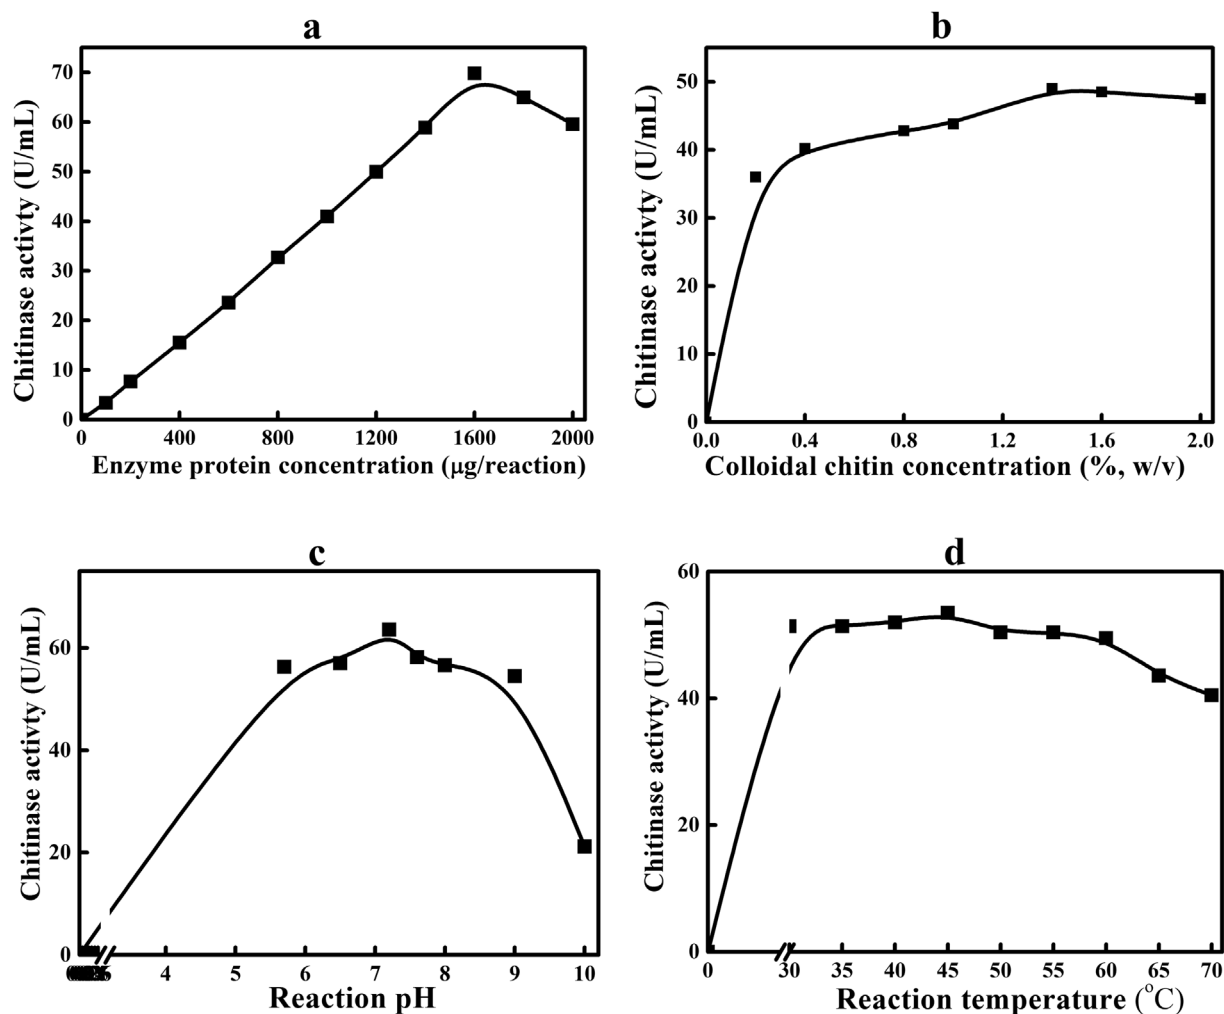 a
Chitinase activty (U/mL)
70
60
50
40
30
20
10
0
0 400 800 1200 1600 2000
Enzyme protein concentration (μg/reaction)
b
Chitinase activty (U/mL)
50
40
30
20
10
0
0.0 0.4 0.8 1.2 1.6 2.0
Colloidal chitin concentration (%, w/v)
c
Chitinase activty (U/mL)
60
40
20
0
4 5 6 7 8 9 10
Reaction pH
d
Chitinase activty (U/mL)
60
40
20
0
0 30 35 40 45 50 55 60 65 70
Reaction temperature (°C)